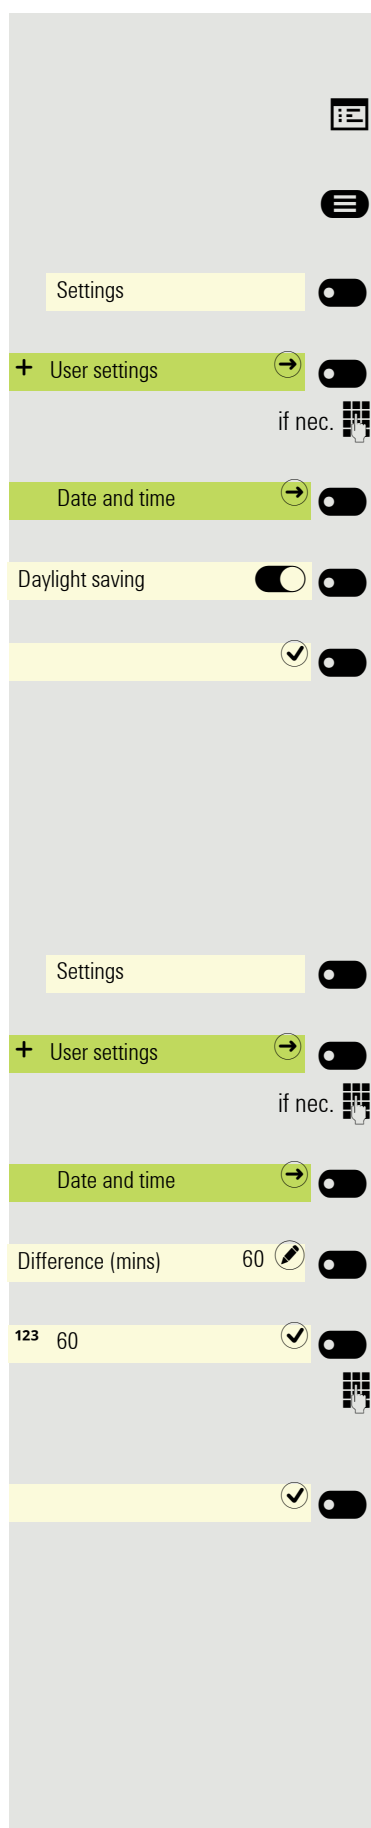 Settings
+ User settings
if nec.
Date and time
Daylight saving
Settings
+ User settings
if nec.
Date and time
Difference (mins) 60
123 60